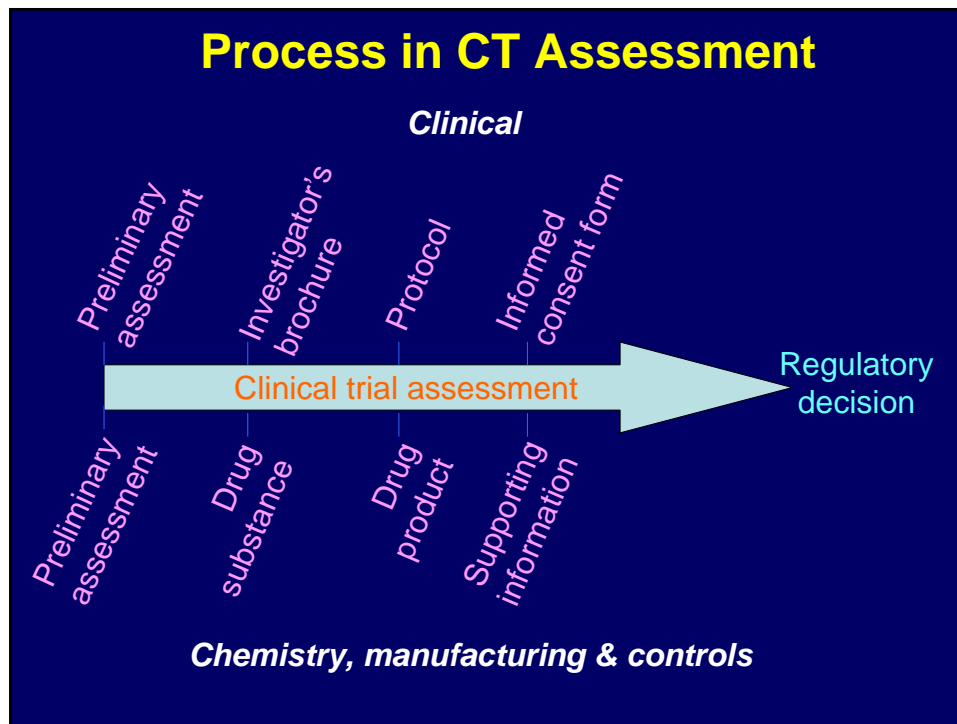 Process in CT Assessment
Clinical
Preliminary
assessment
Investigator's
brochure
Protocol
Informed
consent form
Clinical trial assessment
Regulatory
decision
Preliminary
assessment
Drug
substance
Drug
product
Supporting
information
Chemistry, manufacturing & controls